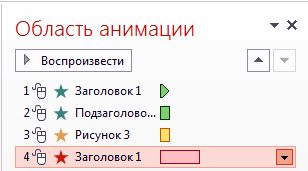 Область анимации
Воспроизвести
1 Заголовок 1
2 Подзаголово...
3 Рисунок 3
4 Заголовок 1